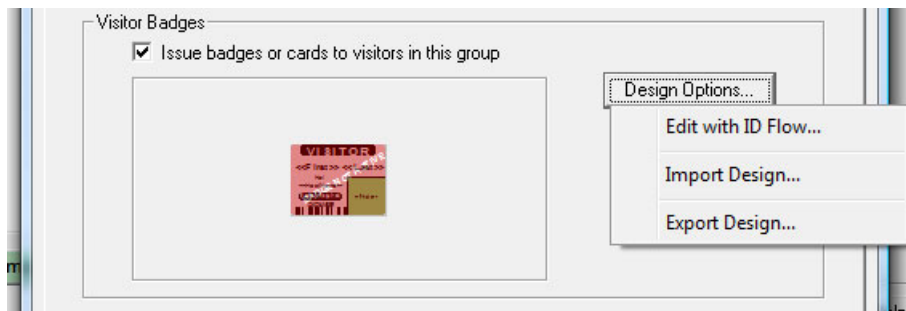 Visitor Badges
Issue badges or cards to visitors in this group
Design Options...
Edit with ID Flow...
Import Design...
Export Design...
VISITOR
m